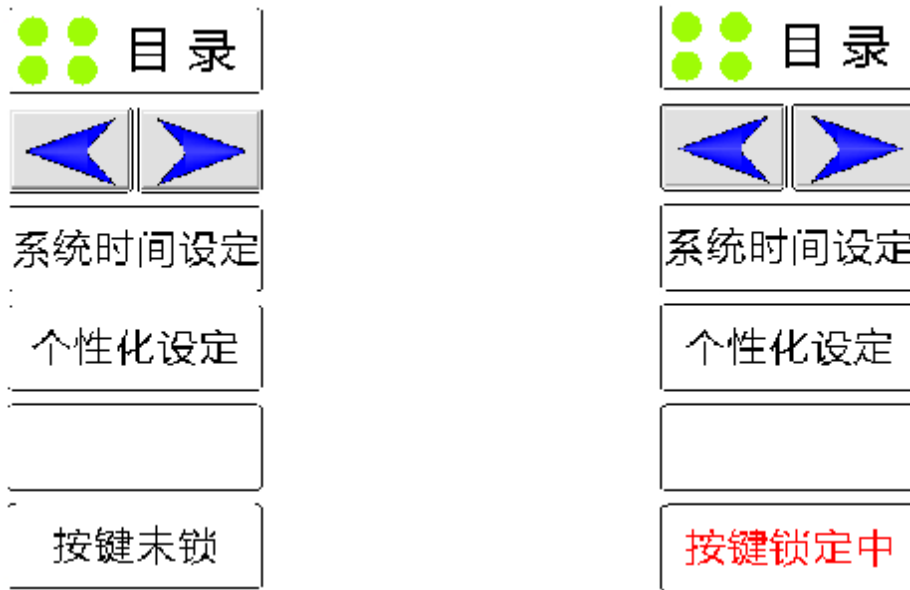 目录
系统时间设定
个性化设定
按键未锁
目录
系统时间设定
个性化设定
按键锁定中